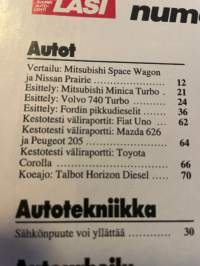 LASI
nume
Autot
Vertailu: Mitsubishi Space Wagon
ja Nissan Prairie 12
Esittely: Mitsubishi Minica Turbo 21
Esittely: Volvo 740 Turbo 24
Esittely: Fordin pikkudieselit 36
Kestotesti väliraportti: Fiat Uno 62
Kestotesti väliraportti: Mazda 626
ja Peugeot 205 64
Kestotesti väliraportti: Toyota
Corolla 66
Koeajo: Talbot Horizon Diesel 70
Autotekniikka
Sähkönpuute voi yllättää 30